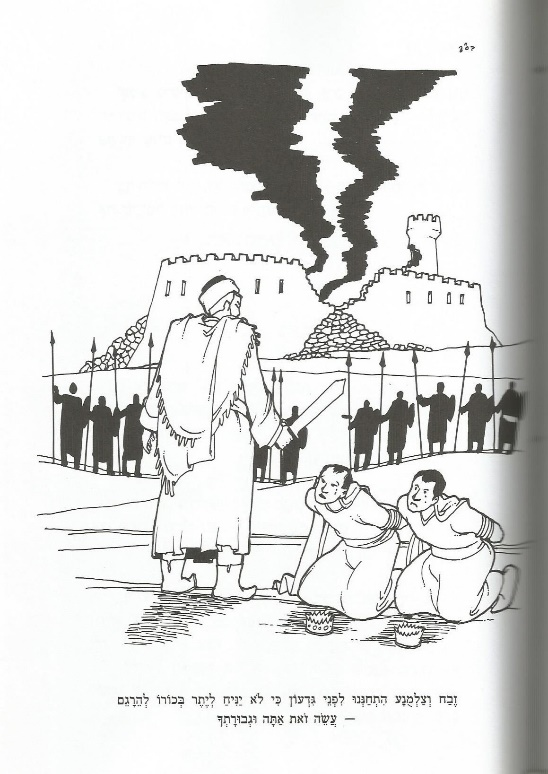 זֶבַח וְצַלְמֻנָע הִתְחַנְּנוּ לִפְנֵי גִּדְעוֹן כִּי לֹא יַנִּיחַ לְיֶתֶר בְּכוֹרוֹ לְהָרְגָם
— עֲשֵׂה זֹאת אַתָּה וּגְבוּרָתְךָ